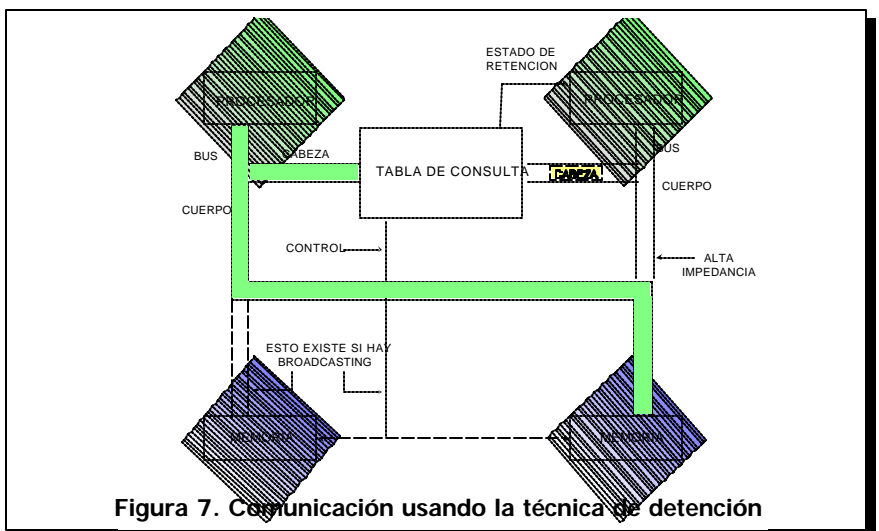 ESTADO DE
RETENCION
PROCESADOR
PROCESADOR
BUS
CABEZA
TABLA DE CONSULTA
CABEZA
BUS
CUERPO
CUERPO
CONTROL
ALTA
IMPEDANCIA
ESTO EXISTE SI HAY
BROADCASTING
MEMORIA
MEMORIA
Figura 7. Comunicación usando la técnica de detención